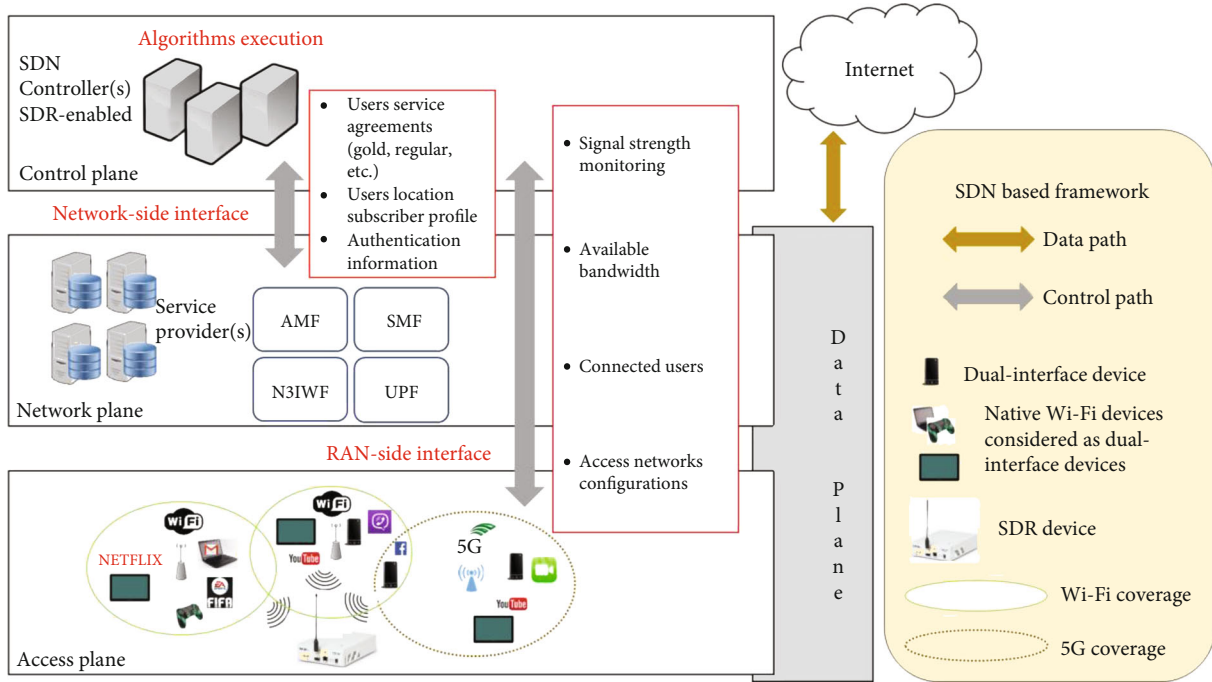 Algorithms execution
SDN
Controller(s)
SDR-enabled
Control plane
• Users service
agreements
(gold, regular,
etc.)
• Users location
subscriber profile
• Authentication
information
• Signal strength
monitoring
• Available
bandwidth
• Connected users
• Access networks
configurations
Internet
Network-side interface
Service
provider(s)
AMF
SMF
N3IWF
UPF
Network plane
RAN-side interface
Data Plane
WiFi
NETFLIX
M
EA
SPORTS
FIFA
WiFi
YouTube
f
5G
YouTube
Access plane
SDN based framework
Data path
Control path
Dual-interface device
Native Wi-Fi devices
considered as dual-
interface devices
SDR device
Wi-Fi coverage
5G coverage